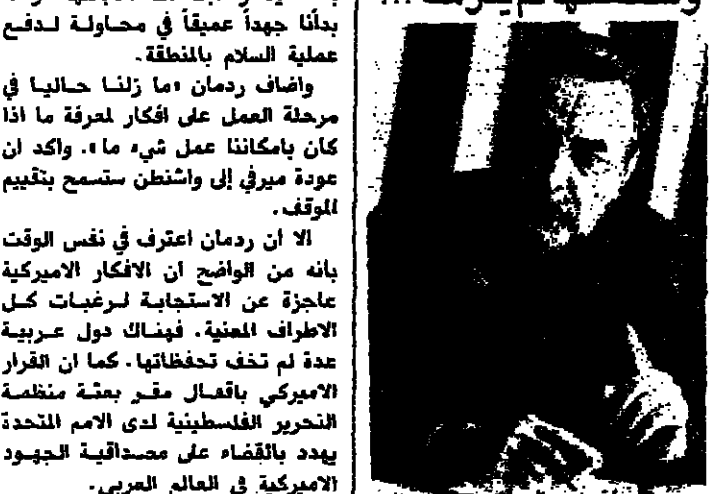 بدأنا جهداً عميقاً في محاولة لدفع
عملية السلام بالمنطقة.
واضاف ردمان «ما زلنا حاليا في
مرحلة العمل على افكار لمعرفة ما اذا
كان بامكاننا عمل شيء ما». واكد ان
عودة ميرفي إلى واشنطن ستسمح بتقييم
الموقف.
الا أن ردمان اعترف في نفس الوقت
بأنه من الواضح أن الافكار الاميركية
عاجزة عن الاستجابة لرغبات كل
الاطراف المعنية. فهناك دول عربية
عدة لم تخف تحفظاتها. كما ان القرار
الاميركي باقفال مقر بعثة منظمة
التحرير الفلسطينية لدى الامم المتحدة
يهدد بالقضاء على مصداقية الجهود
الاميركية في العالم العربي.